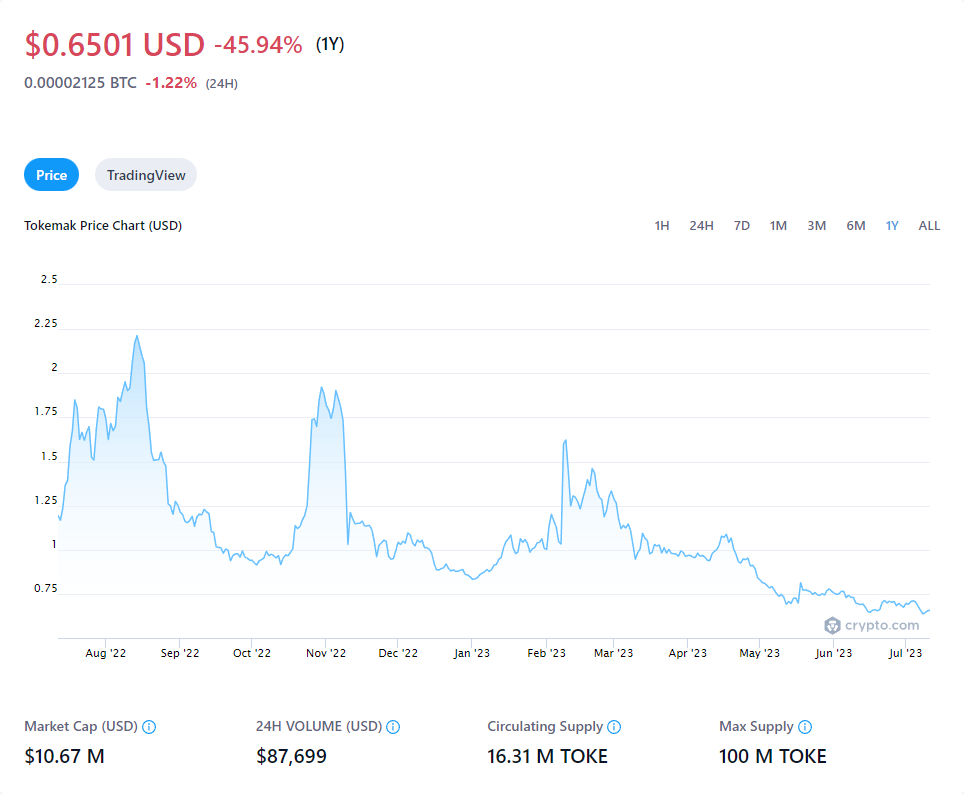 $0.6501 USD -45.94% (1Y)
0.00002125 BTC -1.22% (24H)
Price TradingView
Tokemak Price Chart (USD) 1H 24H 7D 1M 3M 6M 1Y ALL
2.5
2.25
2
1.75
1.5
1.25
1
0.75
crypto.com
Aug '22 Sep '22 Oct '22 Nov '22 Dec '22 Jan '23 Feb '23 Mar '23 Apr '23 May '23 Jun '23 Jul '23
Market Cap (USD) 24H VOLUME (USD) Circulating Supply Max Supply
$10.67 M $87,699 16.31 M TOKE 100 M TOKE